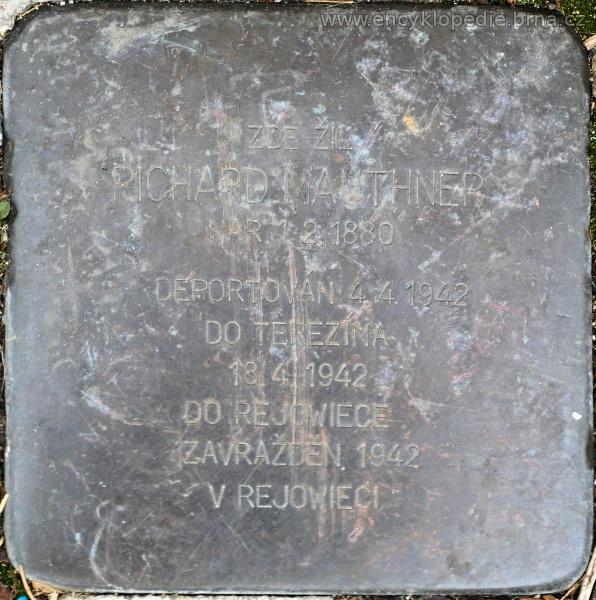 www.encyklopedie.brna.cz
ZDE ŽIL
RICHARD MAUTHNER
NAR. 1.2.1880
DEPORTOVÁN 4.4.1942
DO TEREZÍNA
18.4.1942
DO REJOWIECE
ZAVRAŽDĚN 1942
V REJOWIECI